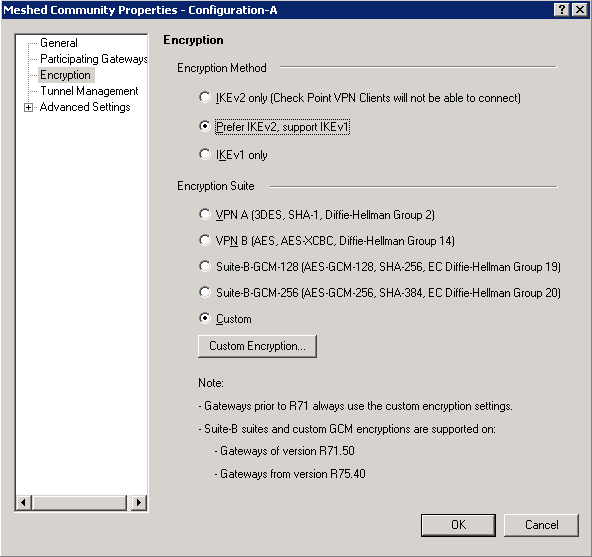 Meshed Community Properties - Configuration-A
General
Participating Gateways
Encryption
Tunnel Management
Advanced Settings
Encryption
Encryption Method
IKEv2 only (Check Point VPN Clients will not be able to connect)
Prefer IKEv2, support IKEv1
IKEv1 only
Encryption Suite
VPN A (3DES, SHA-1, Diffie-Hellman Group 2)
VPN B (AES, AES-XCBC, Diffie-Hellman Group 14)
Suite-B-GCM-128 (AES-GCM-128, SHA-256, EC Diffie-Hellman Group 19)
Suite-B-GCM-256 (AES-GCM-256, SHA-384, EC Diffie-Hellman Group 20)
Custom
Custom Encryption...
Note:
- Gateways prior to R71 always use the custom encryption settings.
- Suite-B suites and custom GCM encryptions are supported on:
- Gateways of version R71.50
- Gateways from version R75.40
OK
Cancel